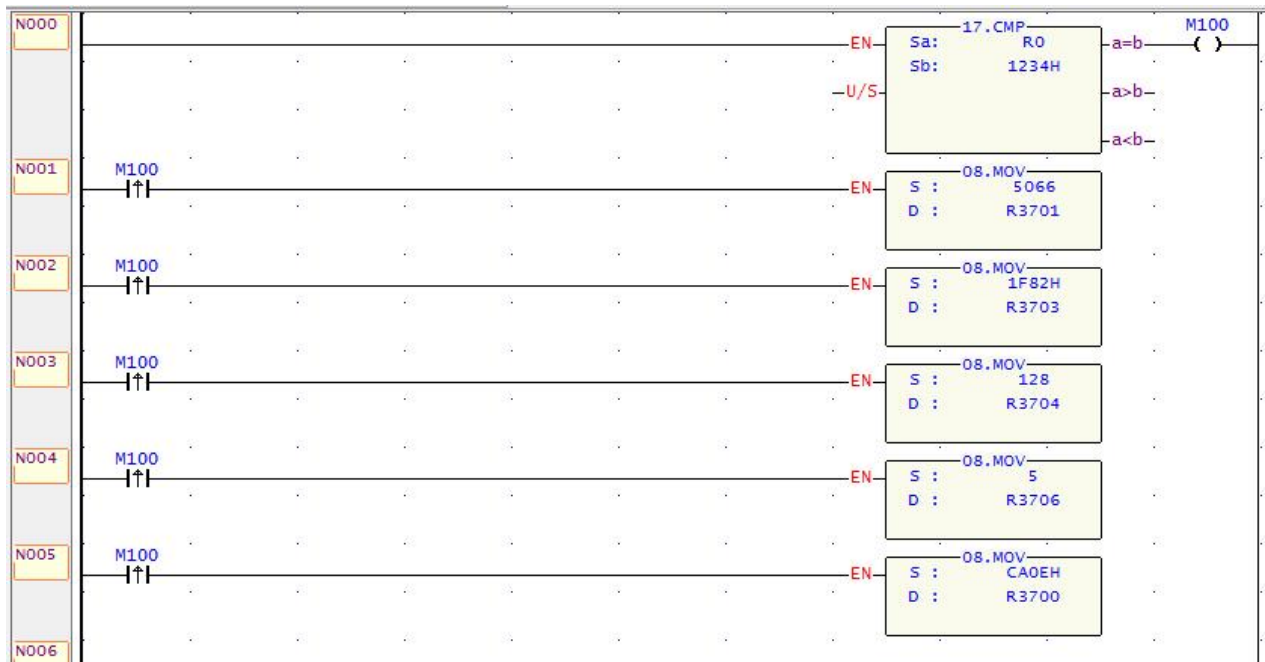 N000
17.CMP
M100
EN
Sa: R0
a=b
( )
Sb: 1234H
U/S
a>b
a<b
N001
M100
08.MOV
EN
S : 5066
D : R3701
N002
M100
08.MOV
EN
S : 1F82H
D : R3703
N003
M100
08.MOV
EN
S : 128
D : R3704
N004
M100
08.MOV
EN
S : 5
D : R3706
N005
M100
08.MOV
EN
S : CA0EH
D : R3700
N006